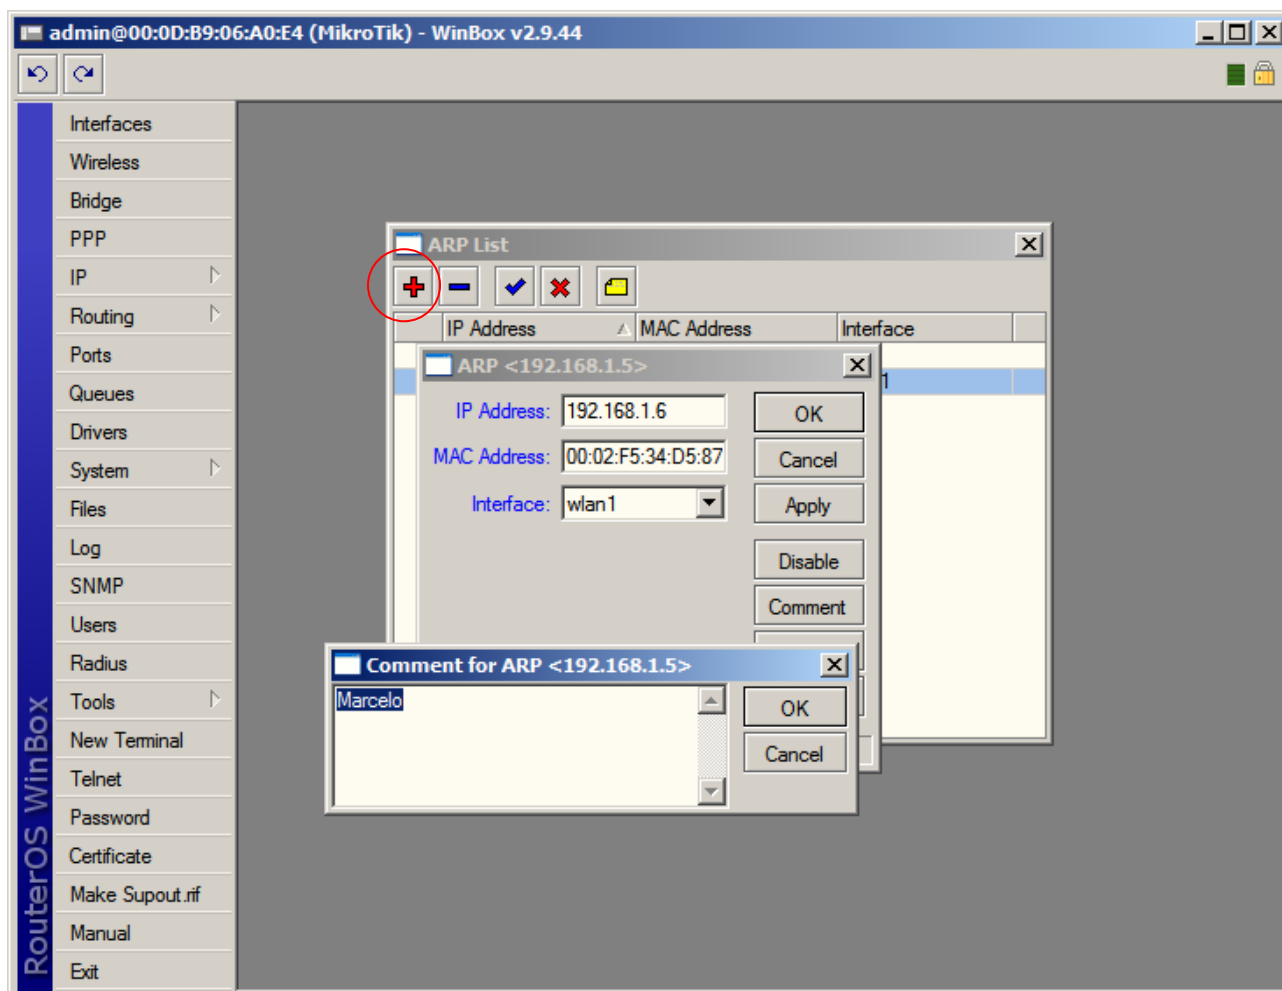 admin@00:0D:B9:06:A0:E4 (MikroTik) - WinBox v2.9.44
Interfaces
Wireless
Bridge
PPP
IP
Routing
Ports
Queues
Drivers
System
Files
Log
SNMP
Users
Radius
Tools
New Terminal
Telnet
Password
Certificate
Make Supout.rif
Manual
Exit
RouterOS WinBox
ARP List
IP Address MAC Address Interface
1
ARP <192.168.1.5>
IP Address: 192.168.1.6
MAC Address: 00:02:F5:34:D5:87
Interface: wlan1
OK
Cancel
Apply
Disable
Comment
Comment for ARP <192.168.1.5>
Marcelo
OK
Cancel